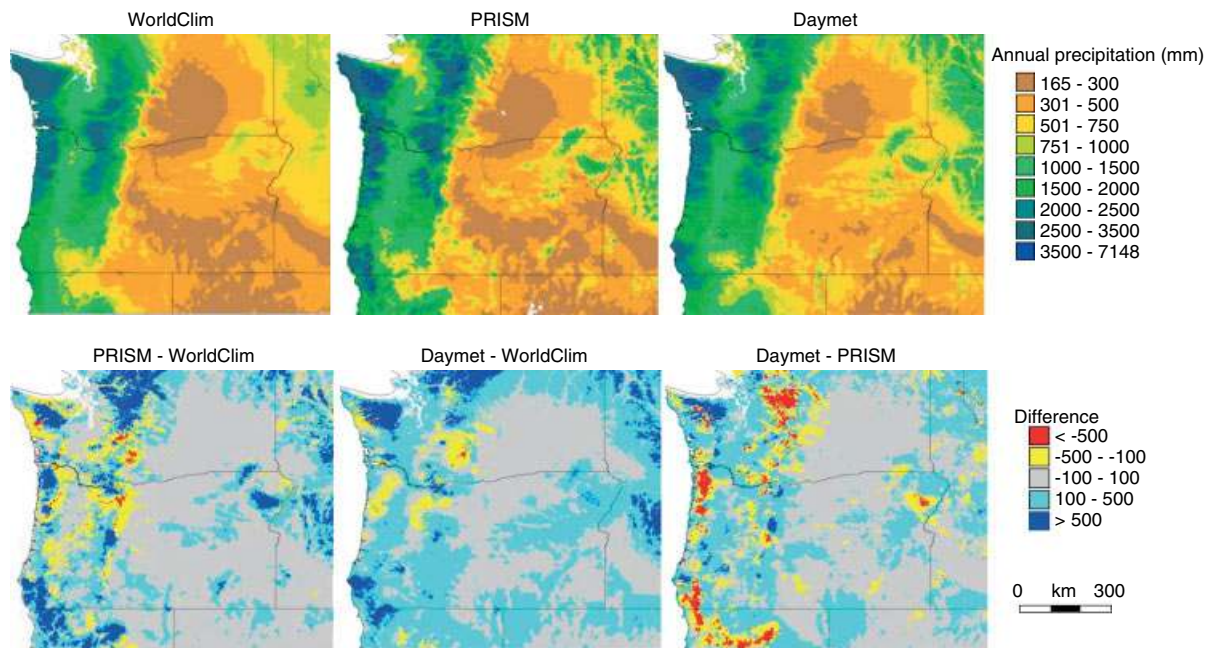 WorldClim
PRISM
Daymet
Annual precipitation (mm)
165 - 300
301 - 500
501 - 750
751 - 1000
1000 - 1500
1500 - 2000
2000 - 2500
2500 - 3500
3500 - 7148
PRISM - WorldClim
Daymet - WorldClim
Daymet - PRISM
Difference
< -500
-500 - -100
-100 - 100
100 - 500
> 500
0 km 300